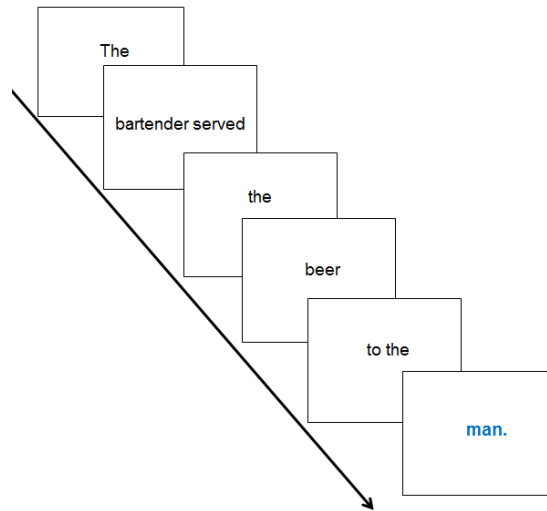 The
bartender served
the
beer
to the
man.